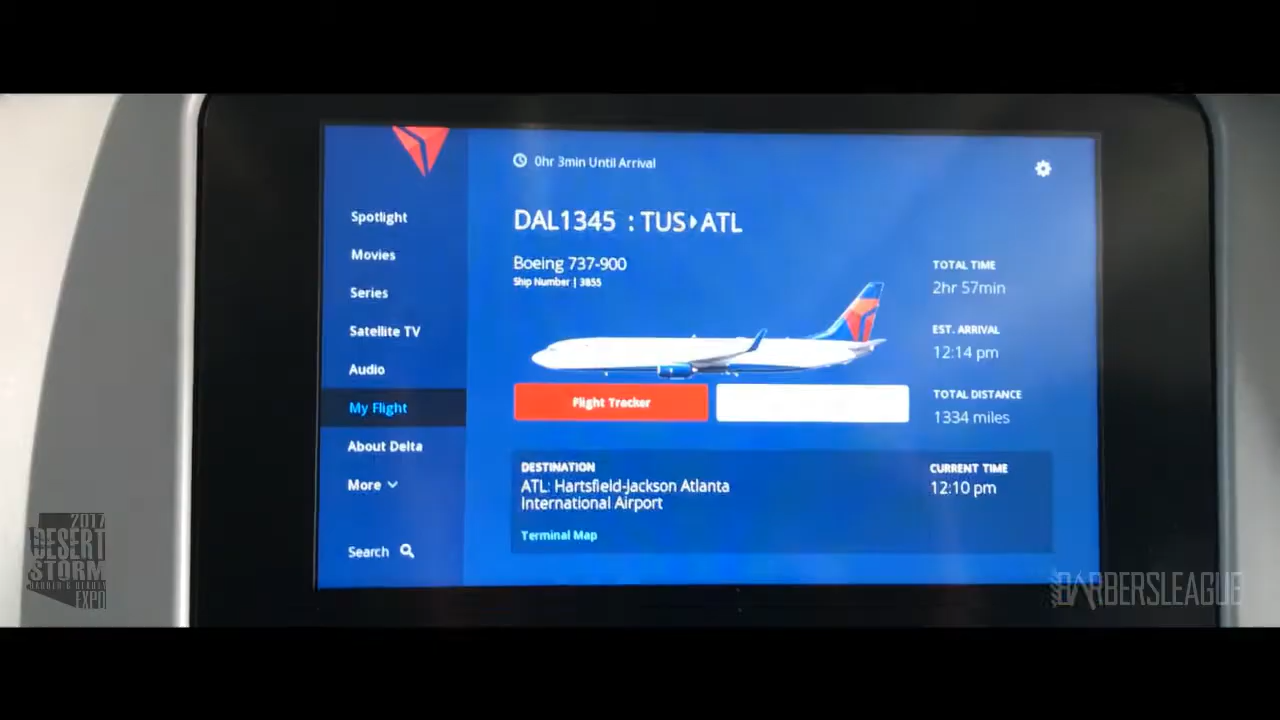 0hr 3min Until Arrival
DAL1345 : TUS▸ATL
Boeing 737-900
Ship Number | 3855
Spotlight
Movies
Series
Satellite TV
Audio
My Flight
About Delta
More
Search
TOTAL TIME
2hr 57min
EST. ARRIVAL
12:14 pm
TOTAL DISTANCE
1334 miles
Flight Tracker
DESTINATION
ATL: Hartsfield-Jackson Atlanta
International Airport
Terminal Map
CURRENT TIME
12:10 pm
2017
DESERT
STORM
BARBER & BEAUTY
EXPO
BARBERSLEAGUE